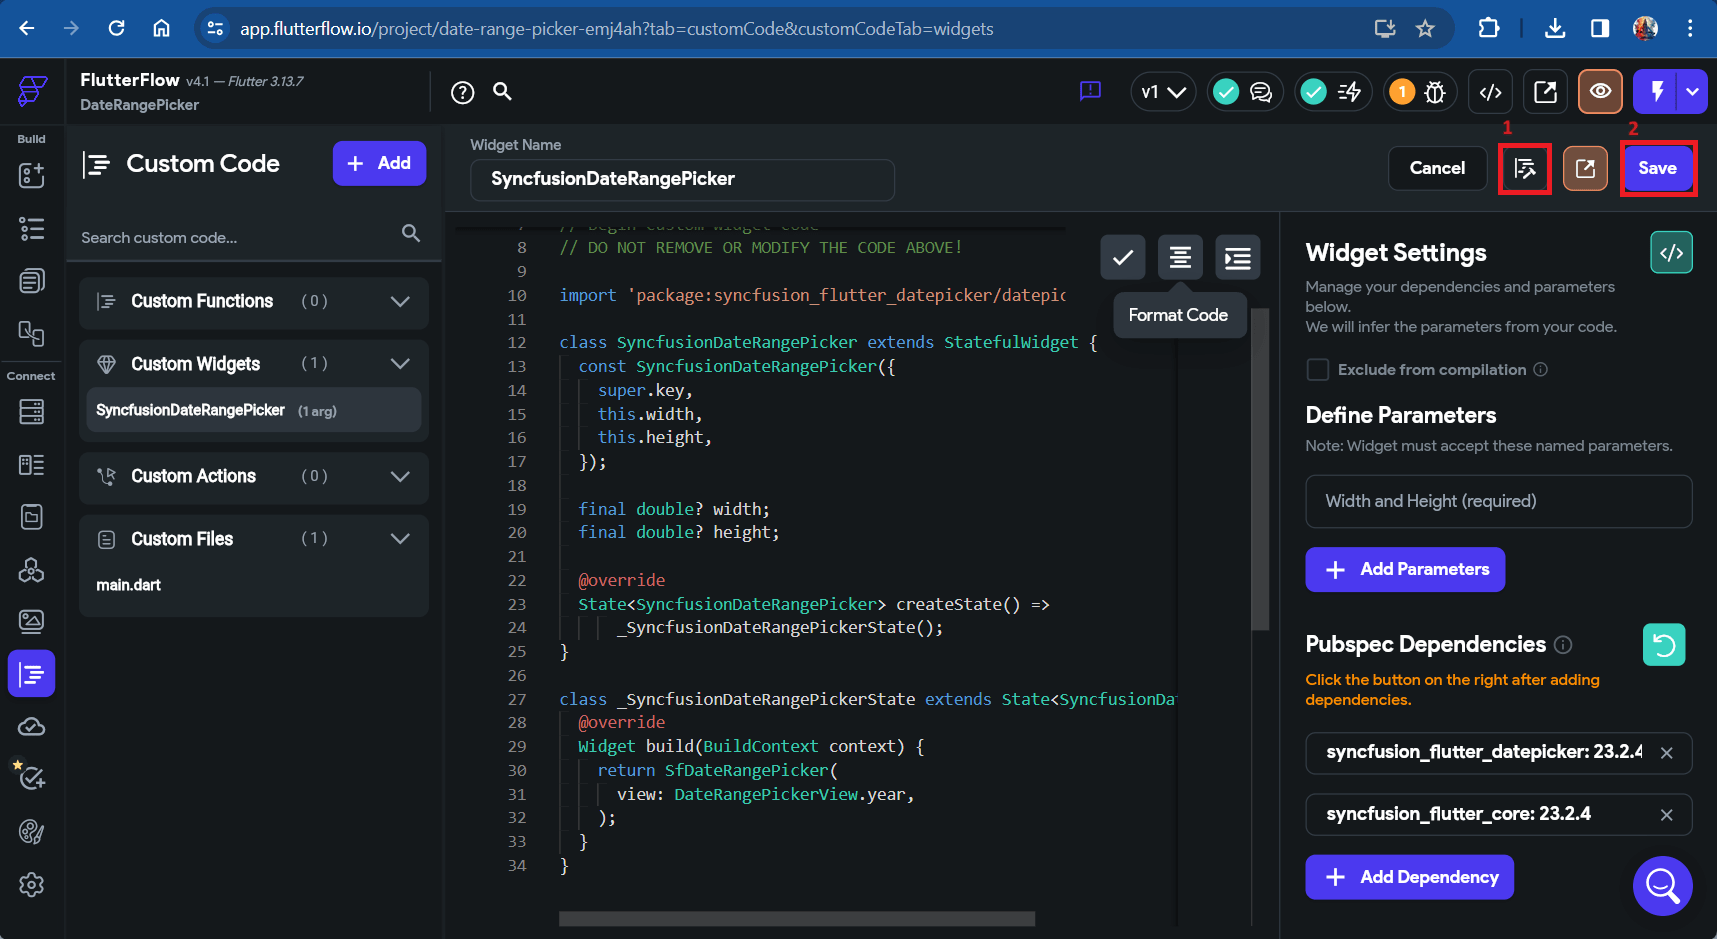 app.flutterflow.io/project/date-range-picker-emj4ah?tab=customCode&customCodeTab=widgets
FlutterFlow v4.1 — Flutter 3.13.7
DateRangePicker
v1
1
Build
Custom Code
+ Add
Widget Name
SyncfusionDateRangePicker
Cancel
1
2
Save
Search custom code...
Custom Functions ( 0 )
Custom Widgets ( 1 )
SyncfusionDateRangePicker (1 arg)
Custom Actions ( 0 )
Custom Files ( 1 )
main.dart
Connect
7 // Begin custom widget code
8 // DO NOT REMOVE OR MODIFY THE CODE ABOVE!
9
10 import 'package:syncfusion_flutter_datepicker/datepic
11
12 class SyncfusionDateRangePicker extends StatefulWidget {
13 const SyncfusionDateRangePicker({
14 super.key,
15 this.width,
16 this.height,
17 });
18
19 final double? width;
20 final double? height;
21
22 @override
23 State<SyncfusionDateRangePicker> createState() =>
24 _SyncfusionDateRangePickerState();
25 }
26
27 class _SyncfusionDateRangePickerState extends State<SyncfusionDa
28 @override
29 Widget build(BuildContext context) {
30 return SfDateRangePicker(
31 view: DateRangePickerView.year,
32 );
33 }
34 }
Format Code
Widget Settings
</>
Manage your dependencies and parameters
below.
We will infer the parameters from your code.
Exclude from compilation
Define Parameters
Note: Widget must accept these named parameters.
Width and Height (required)
+ Add Parameters
Pubspec Dependencies
Click the button on the right after adding
dependencies.
syncfusion_flutter_datepicker: 23.2.4
syncfusion_flutter_core: 23.2.4
+ Add Dependency